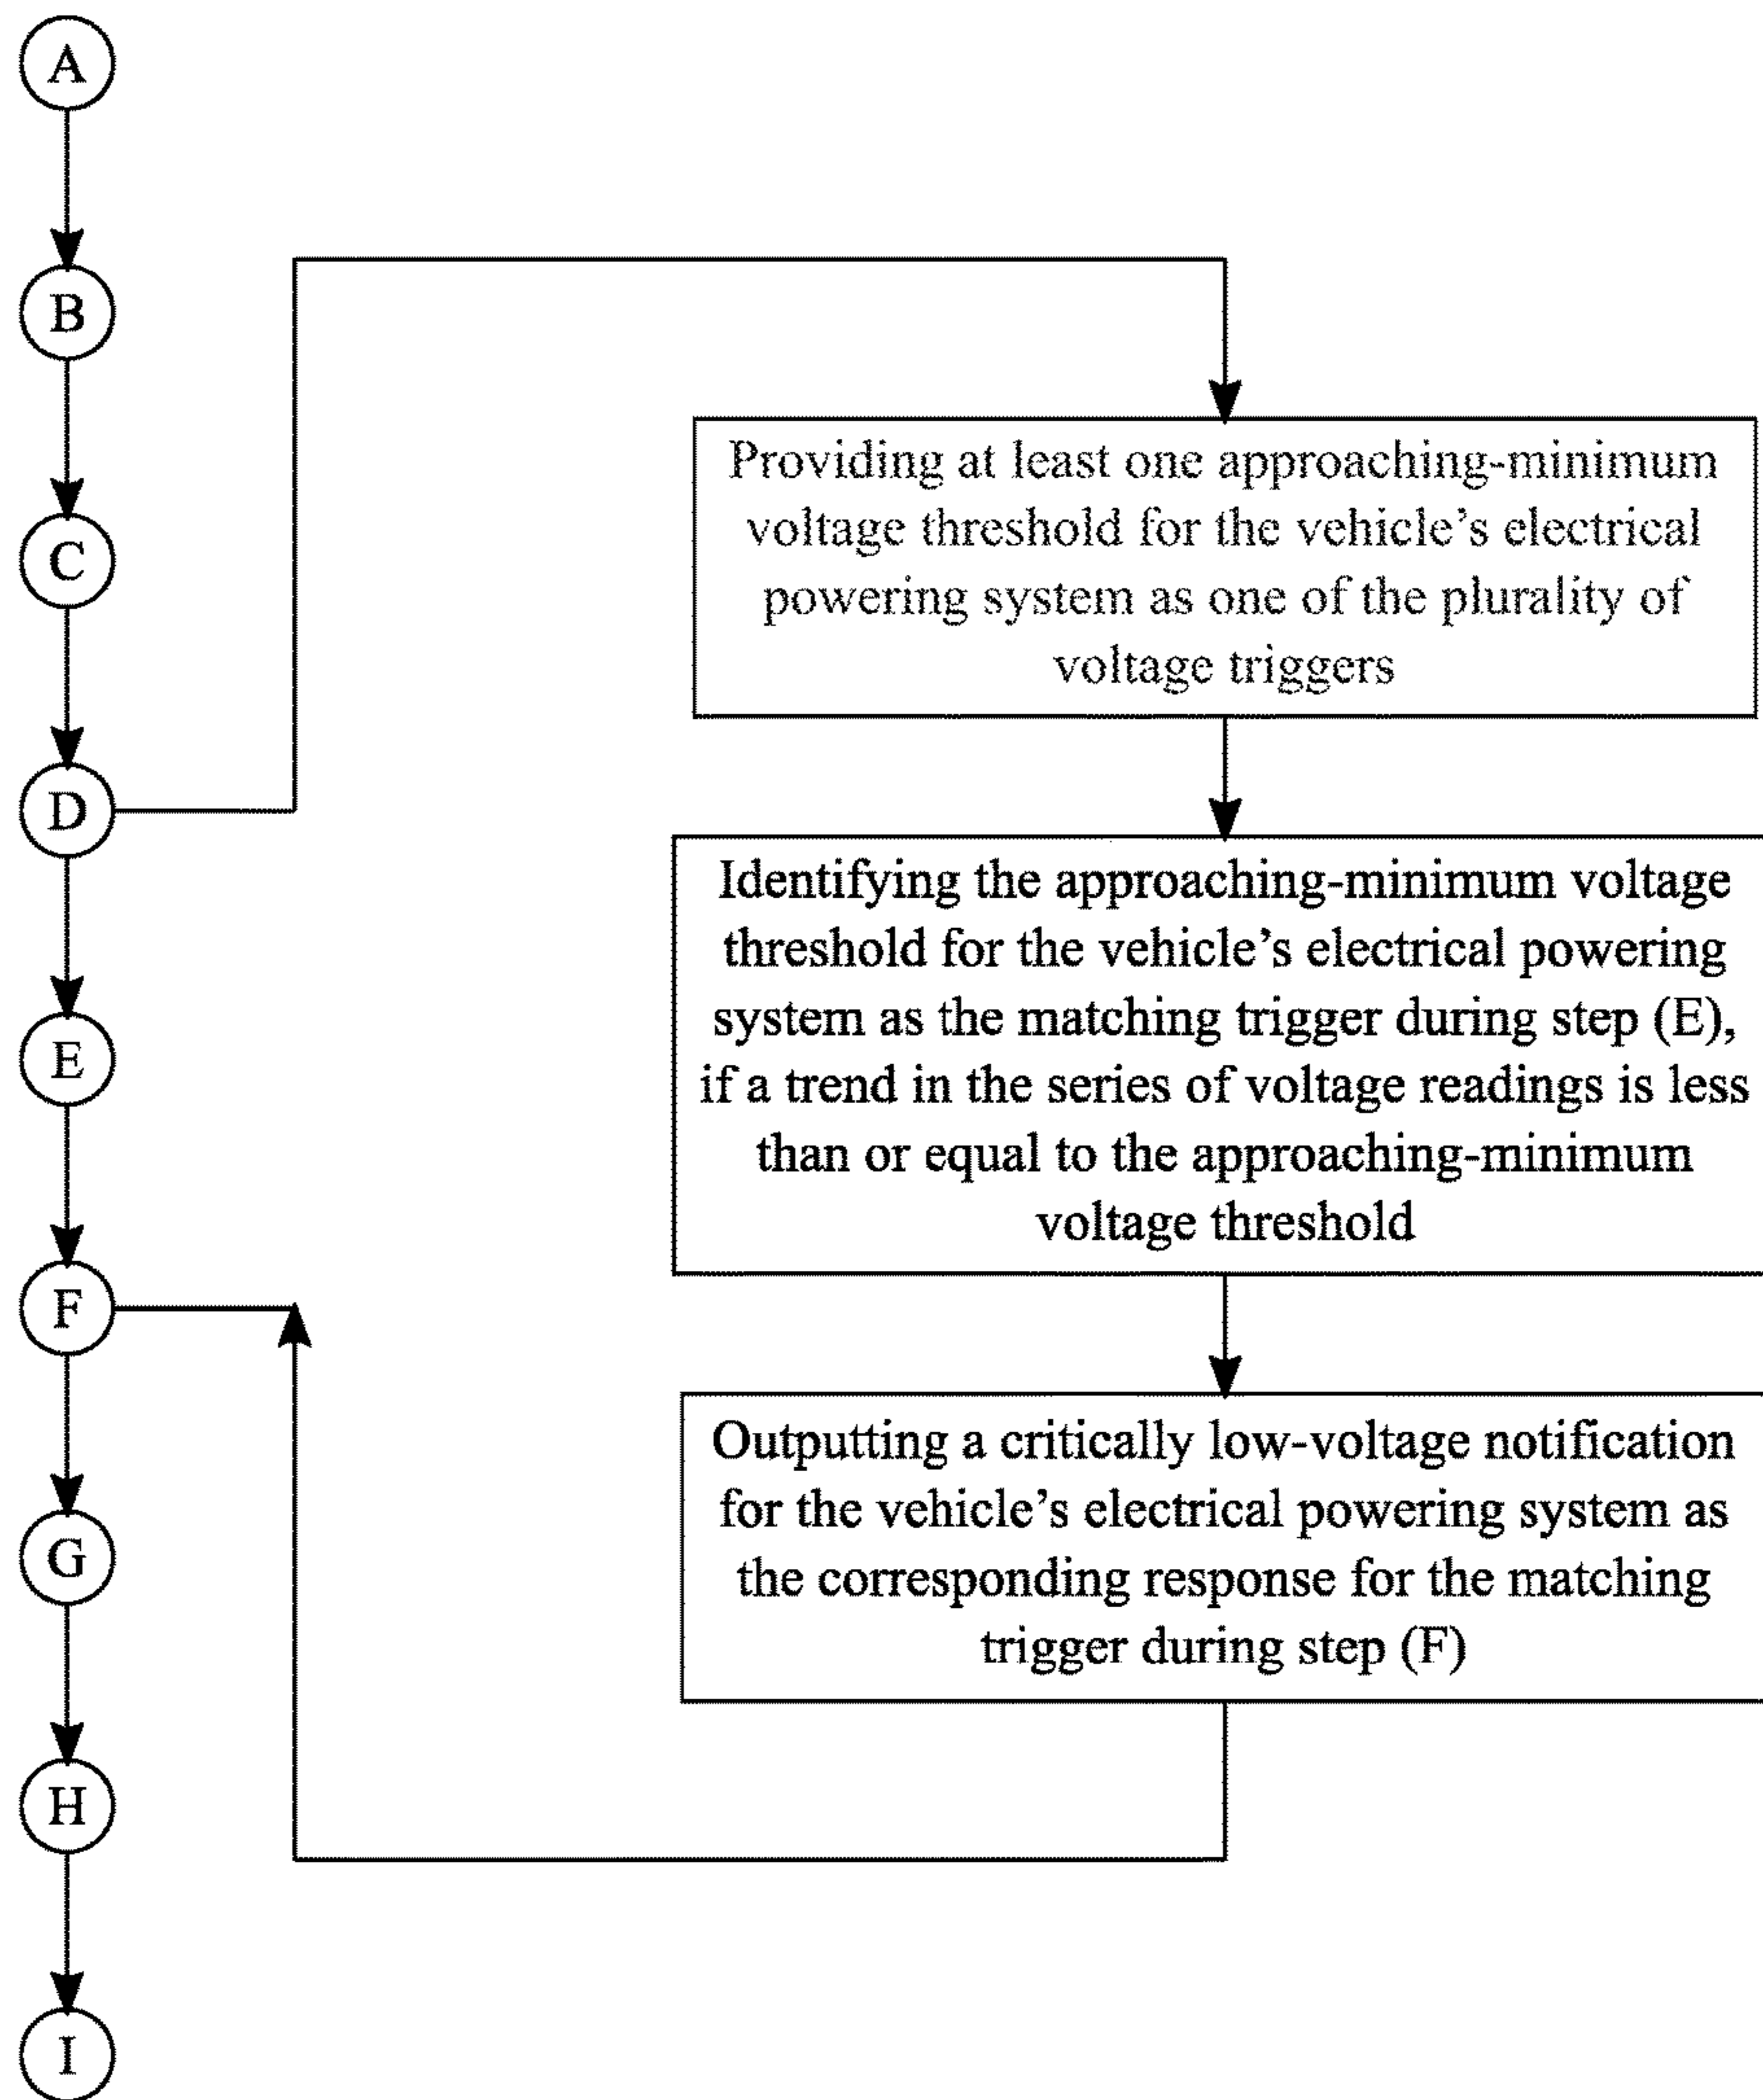 A
B
C
D
E
F
G
H
I
Providing at least one approaching-minimum
voltage threshold for the vehicle’s electrical
powering system as one of the plurality of
voltage triggers
Identifying the approaching-minimum voltage
threshold for the vehicle’s electrical powering
system as the matching trigger during step (E),
if a trend in the series of voltage readings is less
than or equal to the approaching-minimum
voltage threshold
Outputting a critically low-voltage notification
for the vehicle’s electrical powering system as
the corresponding response for the matching
trigger during step (F)